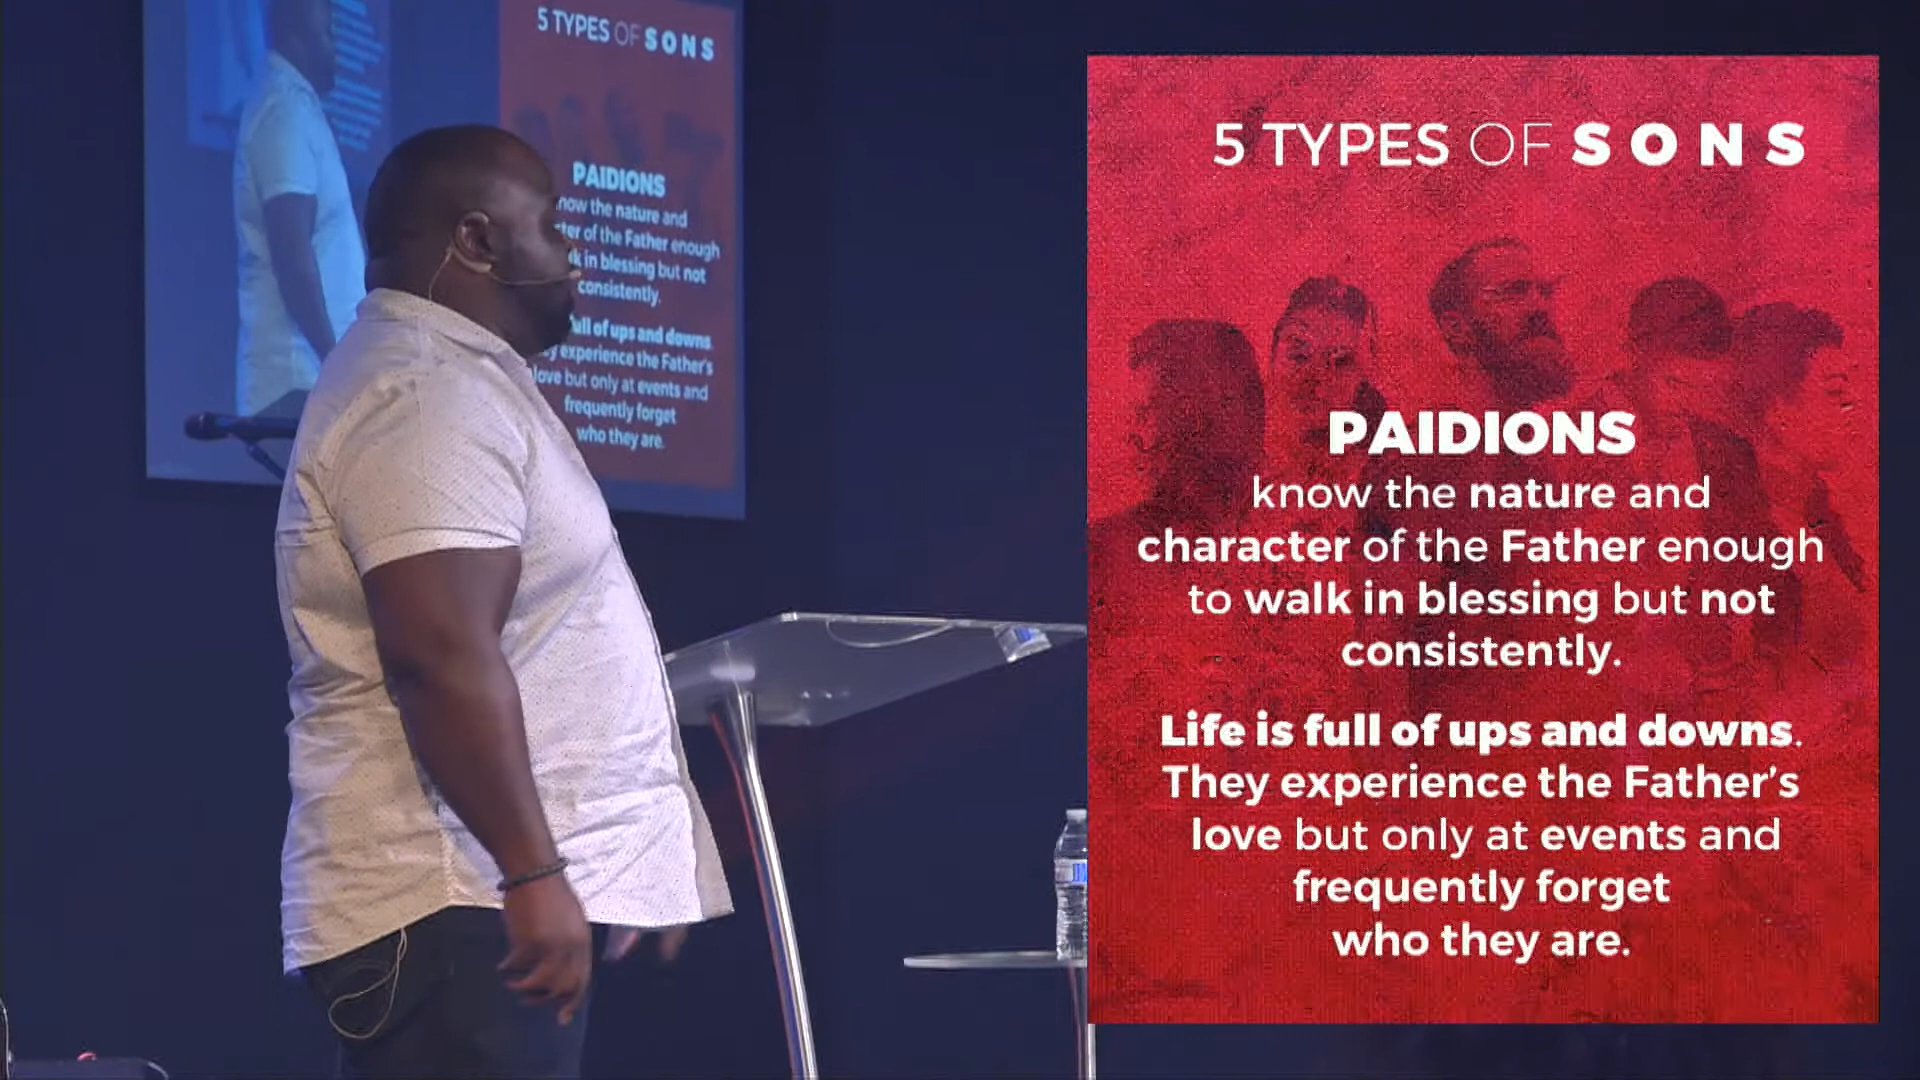 5 TYPES OF SONS
PAIDIONS
now the nature and
ter of the Father enough
k in blessing but not
consistently.
ull of ups and downs
y experience the Father's
love but only at events and
frequently forget
who they are.
5 TYPES OF SONS
PAIDIONS
know the nature and
character of the Father enough
to walk in blessing but not
consistently.
Life is full of ups and downs.
They experience the Father's
love but only at events and
frequently forget
who they are.